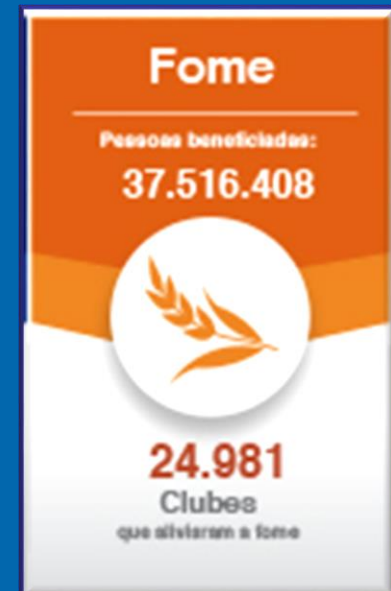 Fome
Pessoas beneficiadas:
37.516.408
24.981
Clubes
que aliviaram a fome